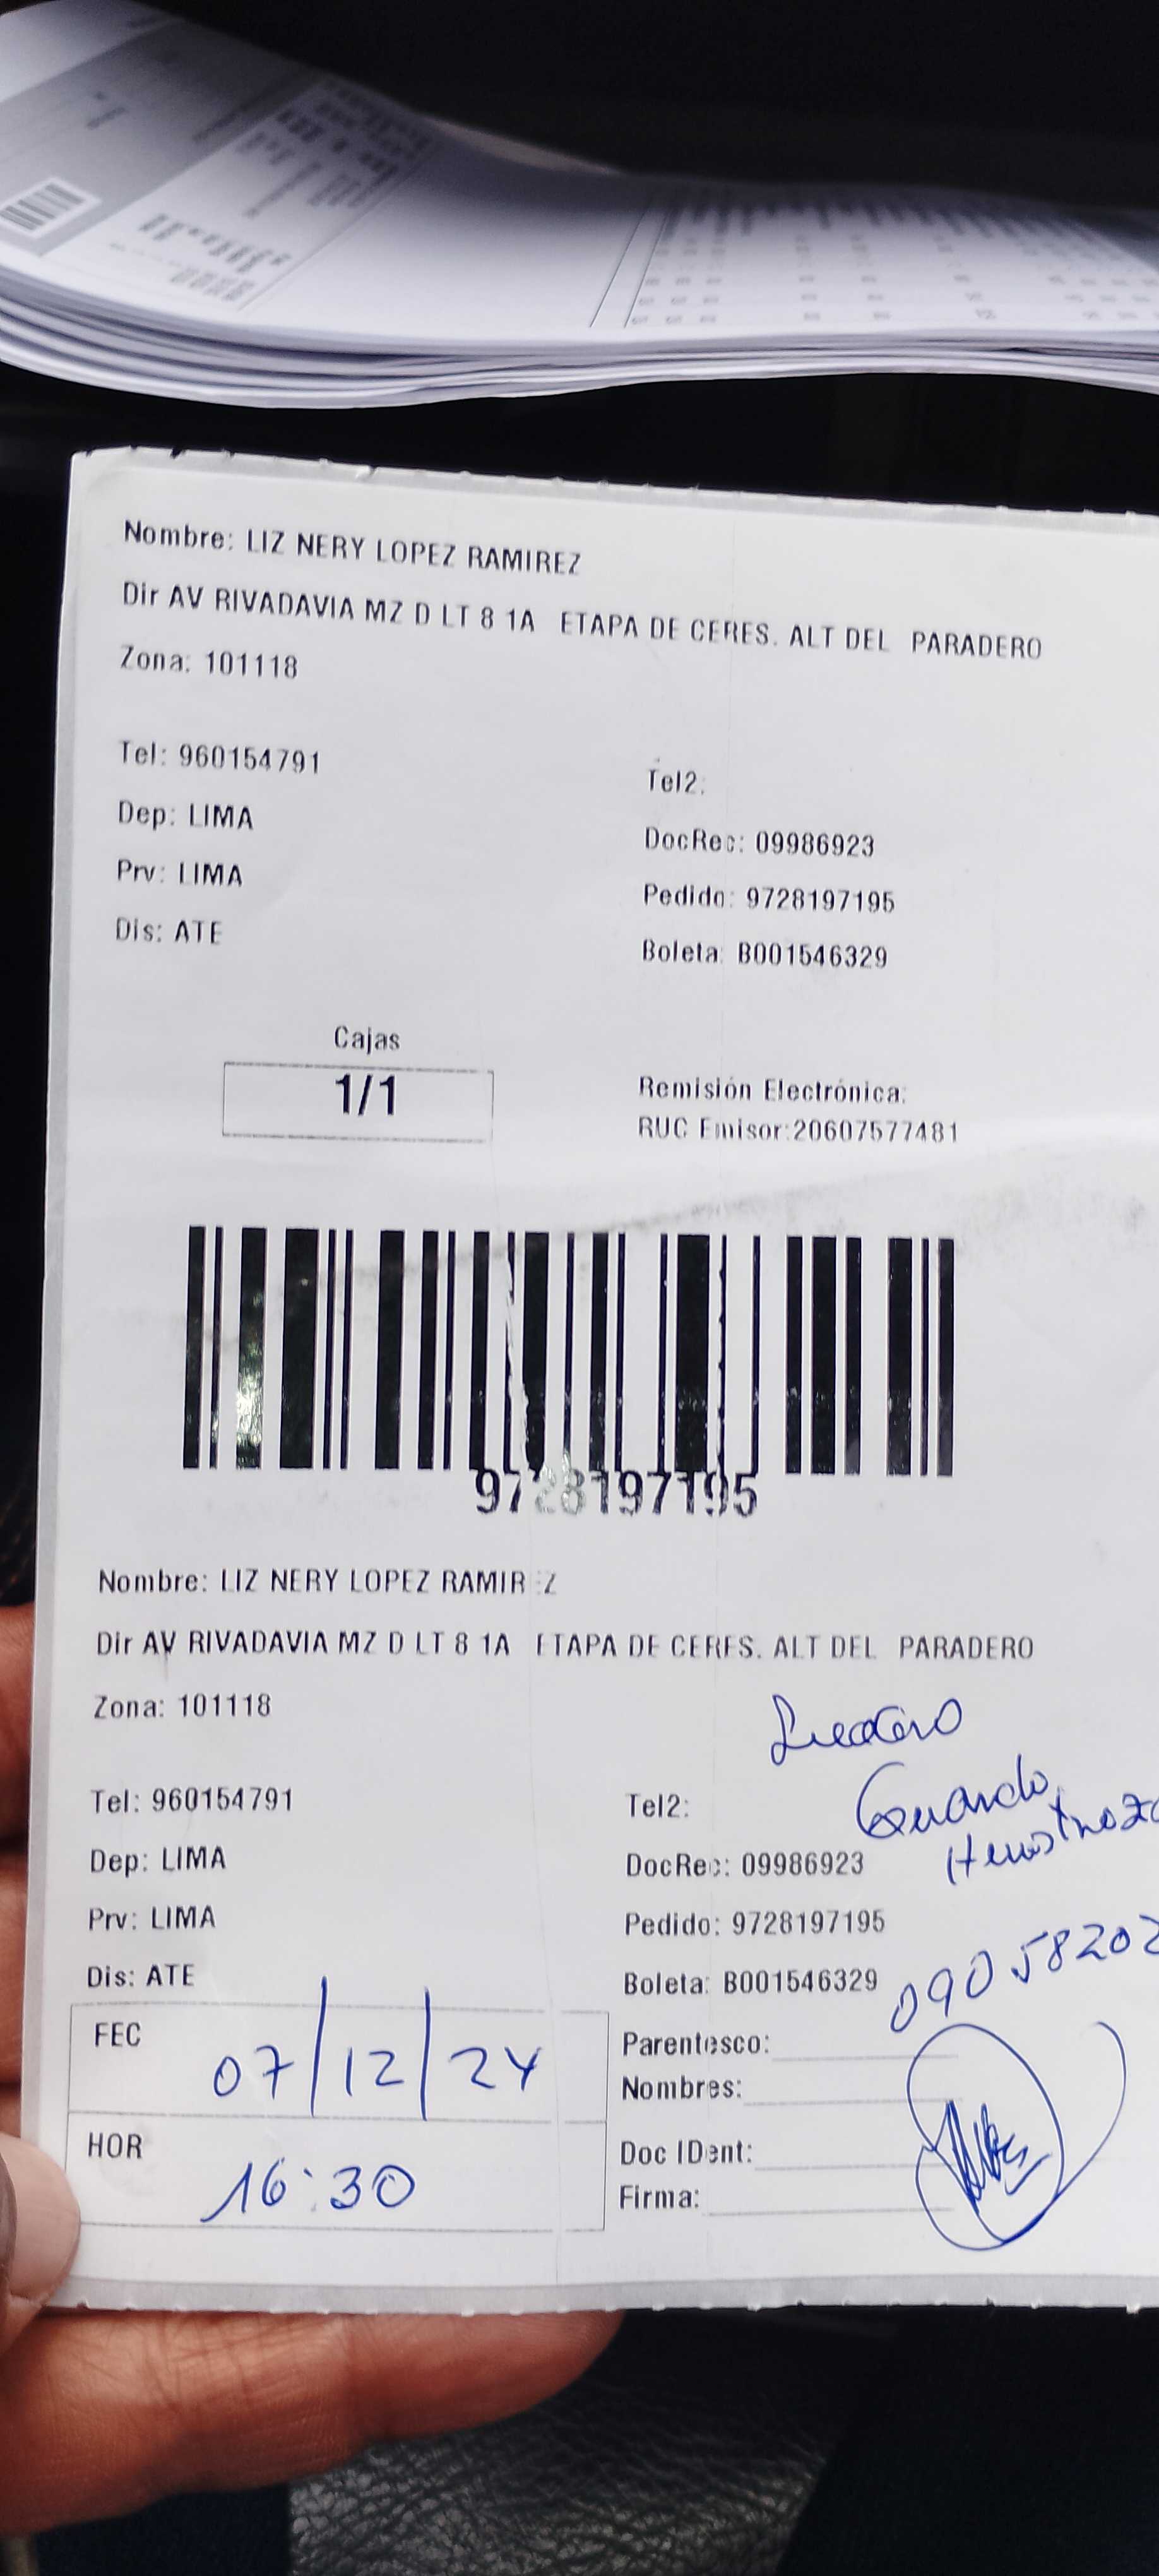 Nombre: LIZ NERY LOPEZ RAMIREZ
Dir AV RIVADAVIA MZ D LT 8 1A ETAPA DE CERES. ALT DEL PARADERO
Zona: 101118
Tel: 960154791
Tel2:
Dep: LIMA
DocRec: 09986923
Prv: LIMA
Pedido: 9728197195
Dis: ATE
Boleta: B001546329
Cajas
1/1
Remisión Electrónica:
RUC Emisor:20607577481
9728197195
Nombre: LIZ NERY LOPEZ RAMIR Z
Dir AV RIVADAVIA MZ D LT 8 1A ETAPA DE CERES. ALT DEL PARADERO
Zona: 101118
Tel: 960154791
Tel2:
Dep: LIMA
DocRec: 09986923
Prv: LIMA
Pedido: 9728197195
Dis: ATE
Boleta: B001546329
0905820
FEC
07/12/24
Parentesco:
Nombres:
HOR
16:30
Doc IDent:
Firma: